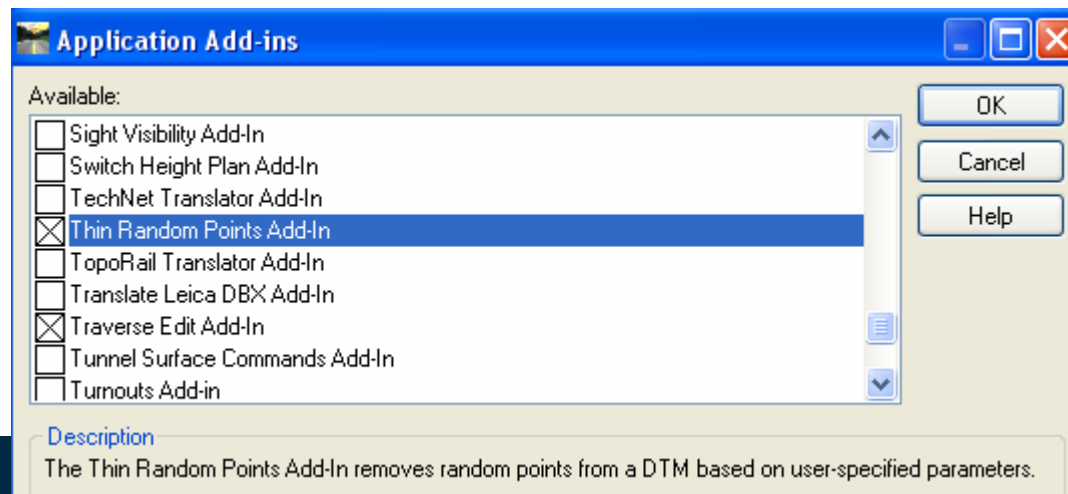 Application Add-ins
Available:
Sight Visibility Add-In
Switch Height Plan Add-In
TechNet Translator Add-In
Thin Random Points Add-In
TopoRail Translator Add-In
Translate Leica DBX Add-In
Traverse Edit Add-In
Tunnel Surface Commands Add-In
Turnouts Add-in
OK
Cancel
Help
Description
The Thin Random Points Add-In removes random points from a DTM based on user-specified parameters.